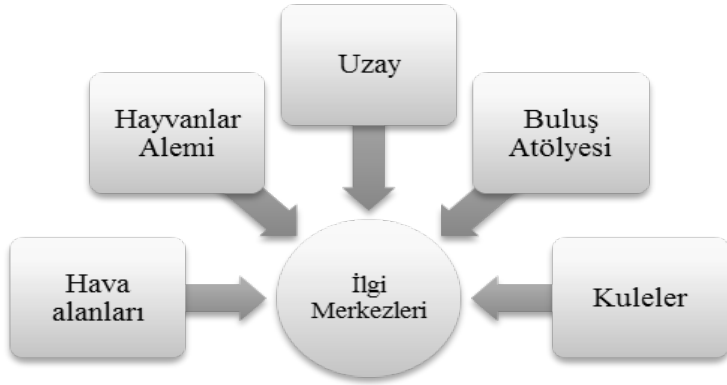 Uzay
Hayvanlar
Alemi
Buluş
Atölyesi
Hava
alanları
İlgi
Merkezleri
Kuleler